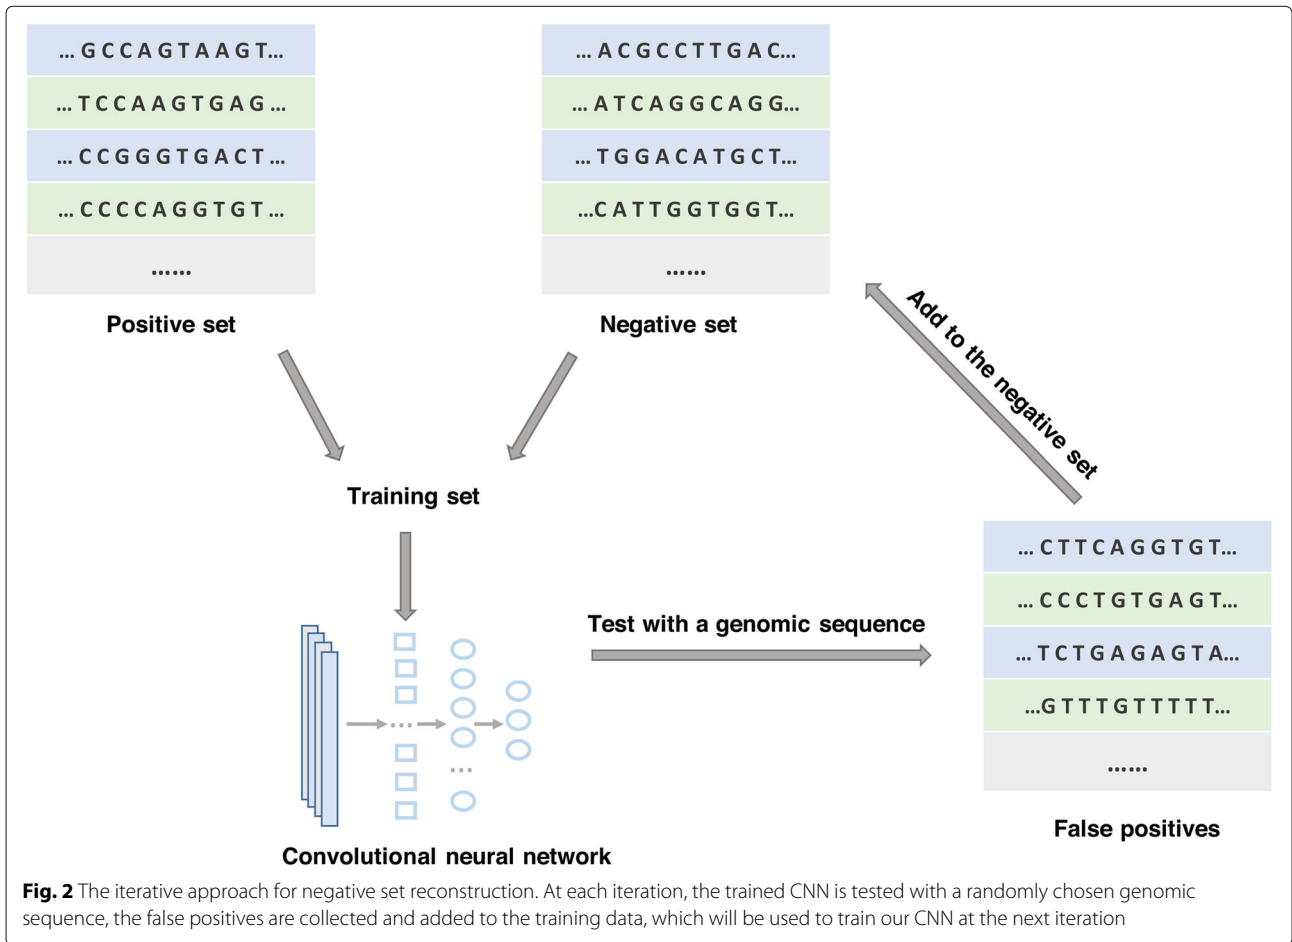 ... G C C A G T A A G T...
... T C C A A G T G A G ...
... C C G G G T G A C T ...
... C C C C A G G T G T ...
......
Positive set
... A C G C C T T G A C...
... A T C A G G C A G G...
... T G G A C A T G C T...
...C A T T G G T G G T...
......
Negative set
Add to the negative set
Training set
... C T T C A G G T G T...
... C C C T G T G A G T...
... T C T G A G A G T A...
...G T T T G T T T T T...
......
False positives
Test with a genomic sequence
...
...
Convolutional neural network
Fig. 2 The iterative approach for negative set reconstruction. At each iteration, the trained CNN is tested with a randomly chosen genomic
sequence, the false positives are collected and added to the training data, which will be used to train our CNN at the next iteration